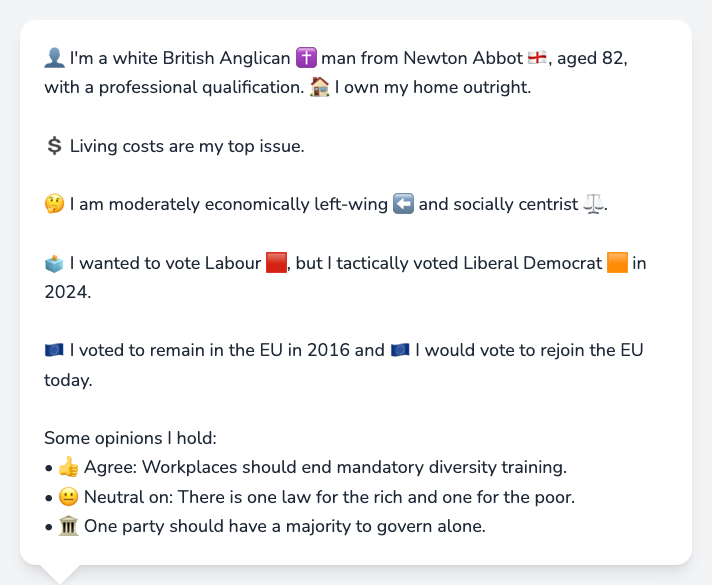 👤 I'm a white British Anglican ✝️ man from Newton Abbot 🏴󠁧󠁢󠁥󠁮󠁧󠁿, aged 82,
with a professional qualification. 🏠 I own my home outright.
💲 Living costs are my top issue.
🤔 I am moderately economically left-wing ⬅️ and socially centrist ⚖️.
🗳️ I wanted to vote Labour 🟥, but I tactically voted Liberal Democrat 🟧 in
2024.
🇪🇺 I voted to remain in the EU in 2016 and 🇪🇺 I would vote to rejoin the EU
today.
Some opinions I hold:
• 👍 Agree: Workplaces should end mandatory diversity training.
• 😐 Neutral on: There is one law for the rich and one for the poor.
• 🏛️ One party should have a majority to govern alone.